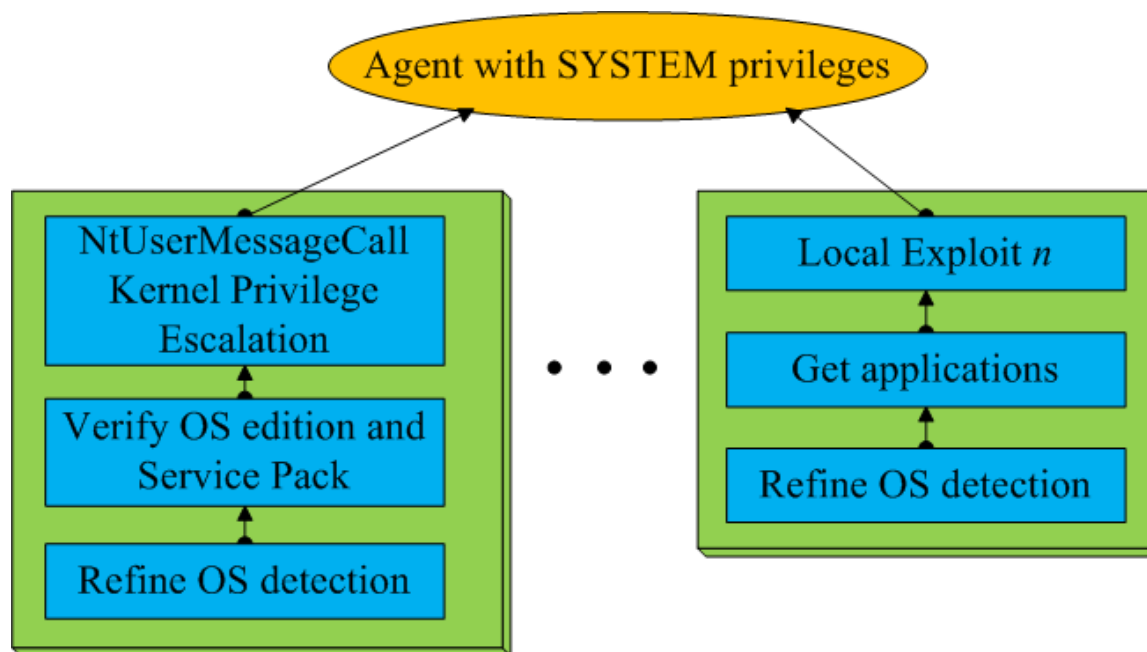 Agent with SYSTEM privileges
NtUserMessageCall
Kernel Privilege
Escalation
Verify OS edition and
Service Pack
Refine OS detection
Local Exploit n
Get applications
Refine OS detection